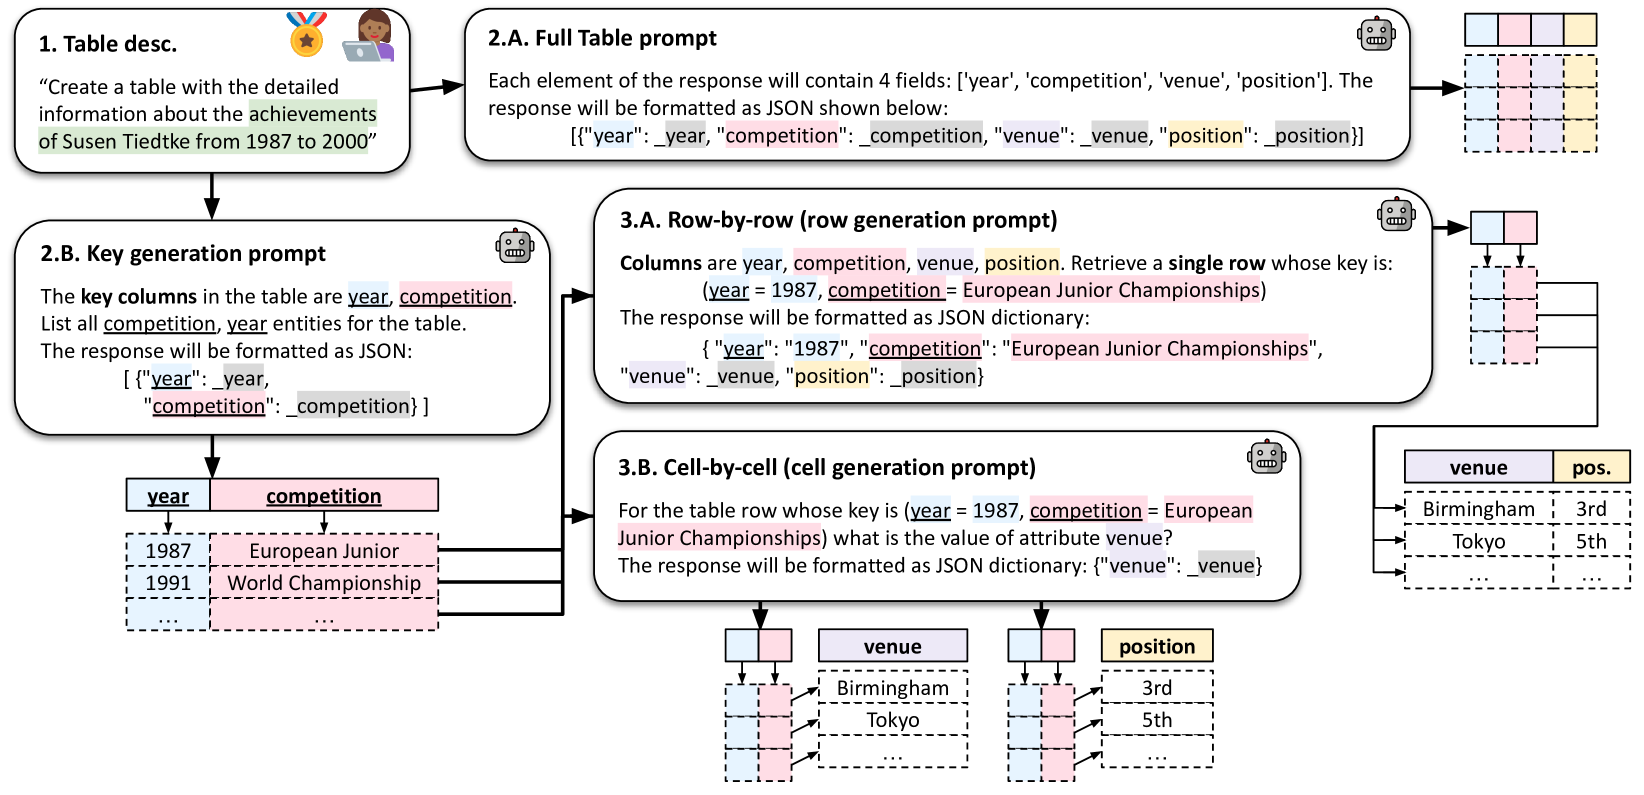 1. Table desc.
“Create a table with the detailed
information about the achievements
of Susen Tiedtke from 1987 to 2000”
2.A. Full Table prompt
Each element of the response will contain 4 fields: ['year', 'competition', 'venue', 'position']. The
response will be formatted as JSON shown below:
[{"year": _year, "competition": _competition, "venue": _venue, "position": _position}]
2.B. Key generation prompt
The key columns in the table are year, competition.
List all competition, year entities for the table.
The response will be formatted as JSON:
[ {"year": _year,
"competition": _competition} ]
year competition
1987 European Junior
1991 World Championship
... ...
3.A. Row-by-row (row generation prompt)
Columns are year, competition, venue, position. Retrieve a single row whose key is:
(year = 1987, competition = European Junior Championships)
The response will be formatted as JSON dictionary:
{ "year": "1987", "competition": "European Junior Championships",
"venue": _venue, "position": _position}
venue pos.
Birmingham 3rd
Tokyo 5th
... ...
3.B. Cell-by-cell (cell generation prompt)
For the table row whose key is (year = 1987, competition = European
Junior Championships) what is the value of attribute venue?
The response will be formatted as JSON dictionary: {"venue": _venue}
venue
Birmingham
Tokyo
...
position
3rd
5th
...